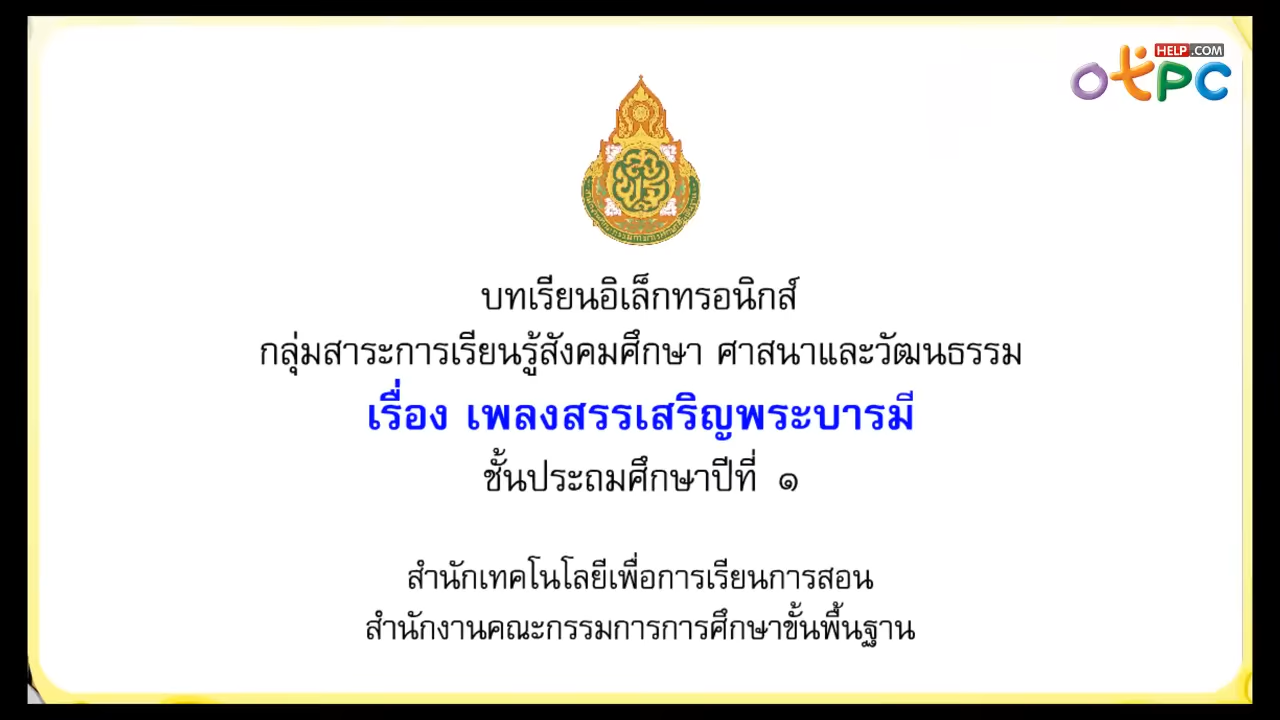 HELP.COM
OTPC
บทเรียนอิเล็กทรอนิกส์
กลุ่มสาระการเรียนรู้สังคมศึกษา ศาสนาและวัฒนธรรม
เรื่อง เพลงสรรเสริญพระบารมี
ชั้นประถมศึกษาปีที่ ๑
สำนักเทคโนโลยีเพื่อการเรียนการสอน
สำนักงานคณะกรรมการการศึกษาขั้นพื้นฐาน